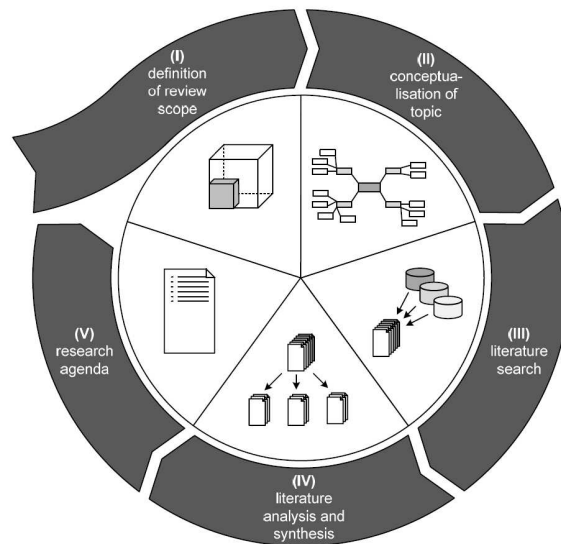 (I)
definition
of review
scope
(II)
conceptua-
lisation of
topic
(III)
literature
search
(IV)
literature
analysis and
synthesis
(V)
research
agenda